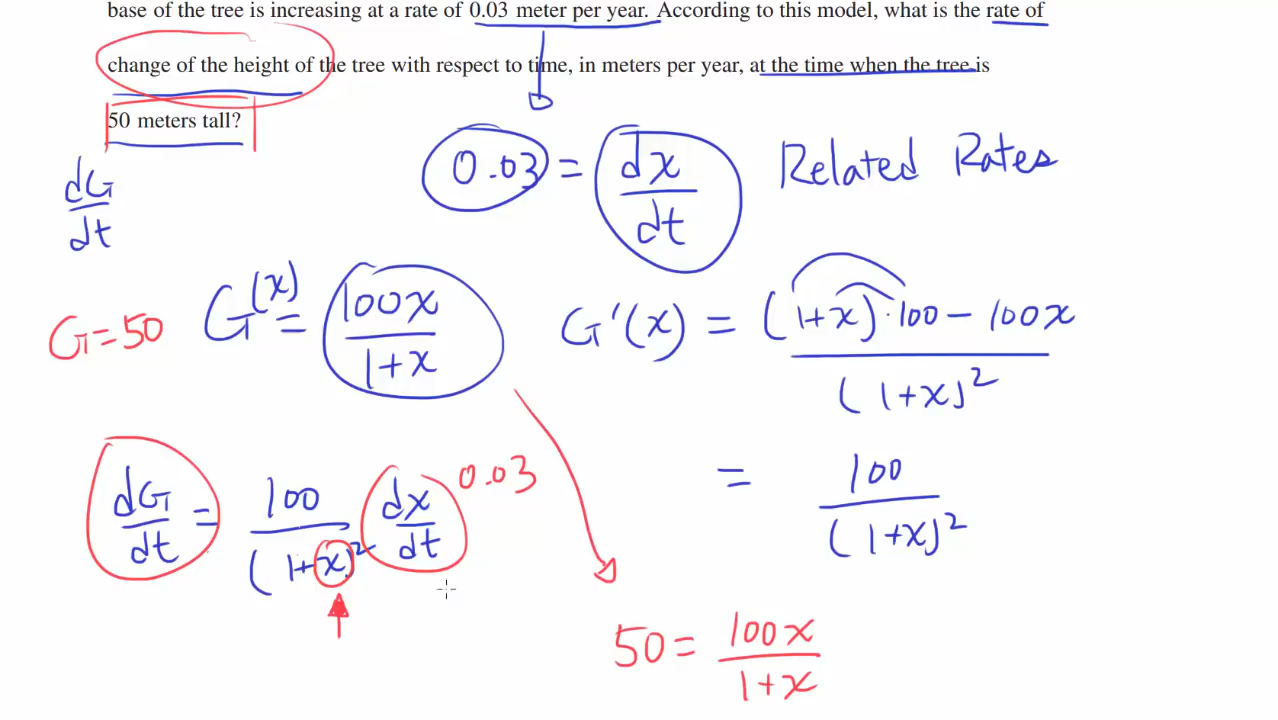 base of the tree is increasing at a rate of 0.03 meter per year. According to this model, what is the rate of
change of the height of the tree with respect to time, in meters per year, at the time when the tree is
50 meters tall?
dG/dt
0.03 = dx/dt Related Rates
G=50
G(x) = 100x/1+x
G'(x) = (1+x)·100 - 100x/(1+x)²
= 100/(1+x)²
dG/dt = 100/(1+x)² dx/dt 0.03
50 = 100x/1+x